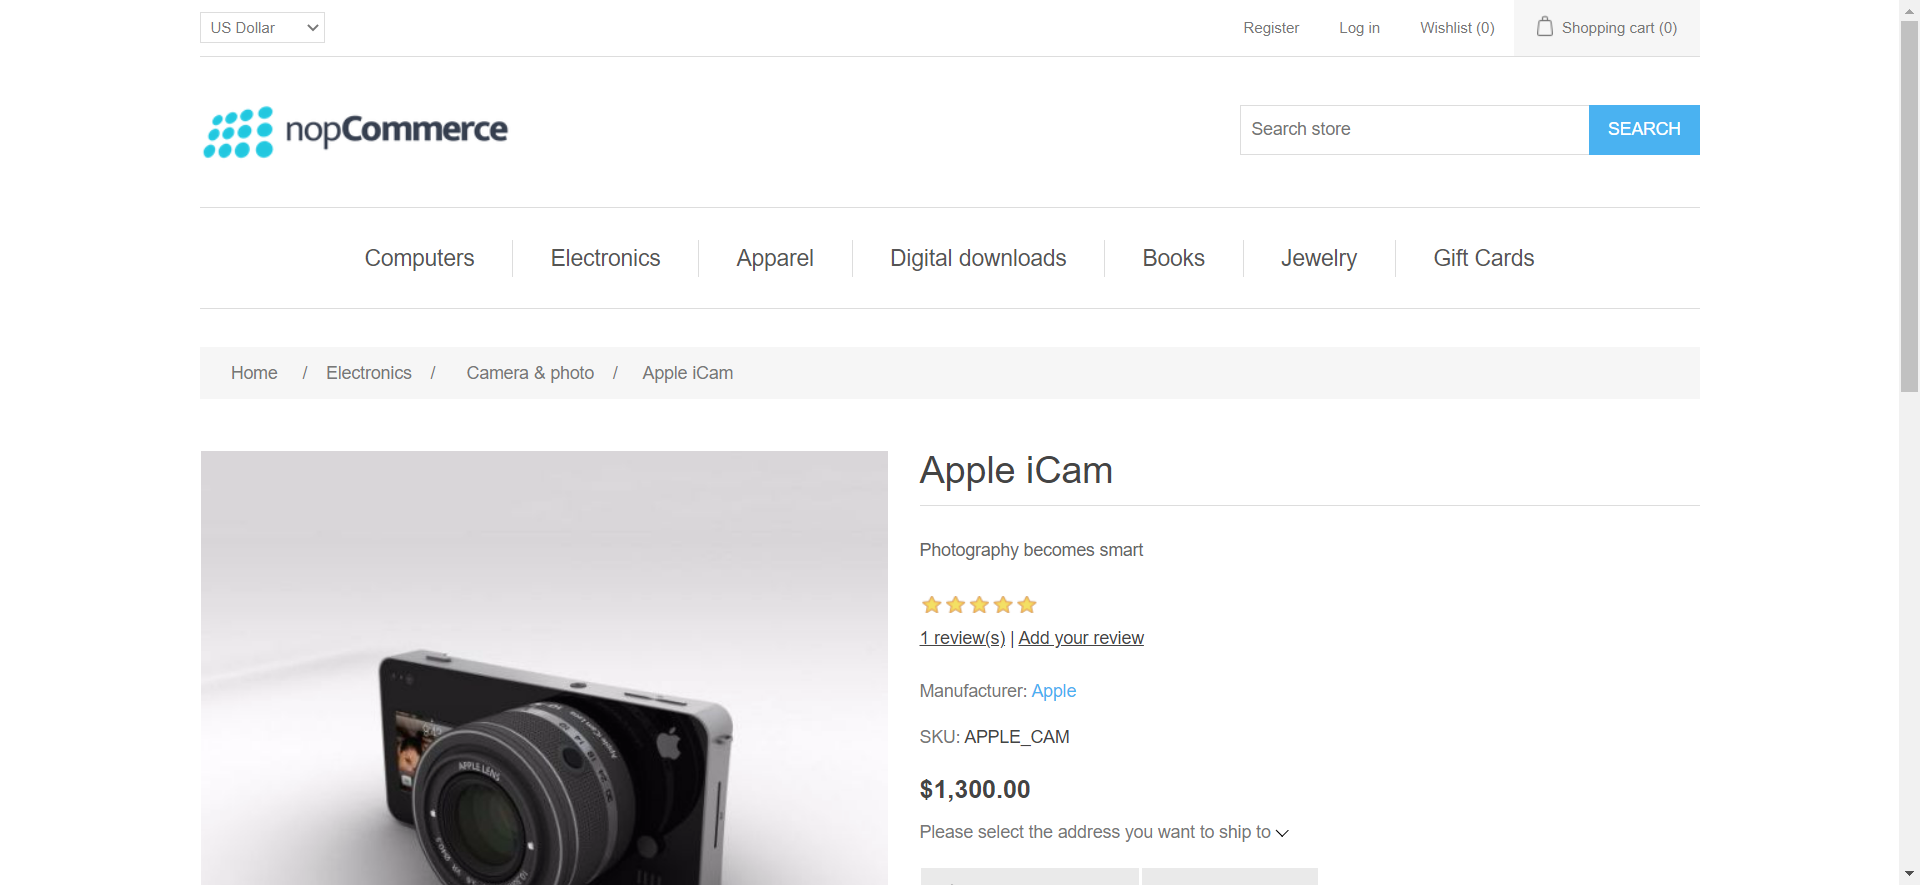 US Dollar
Register
Log in
Wishlist (0)
Shopping cart (0)
nopCommerce
Search store
SEARCH
Computers
Electronics
Apparel
Digital downloads
Books
Jewelry
Gift Cards
Home / Electronics / Camera & photo / Apple iCam
Apple iCam
Photography becomes smart
1 review(s) | Add your review
Manufacturer: Apple
SKU: APPLE_CAM
$1,300.00
Please select the address you want to ship to
APPLE LENS